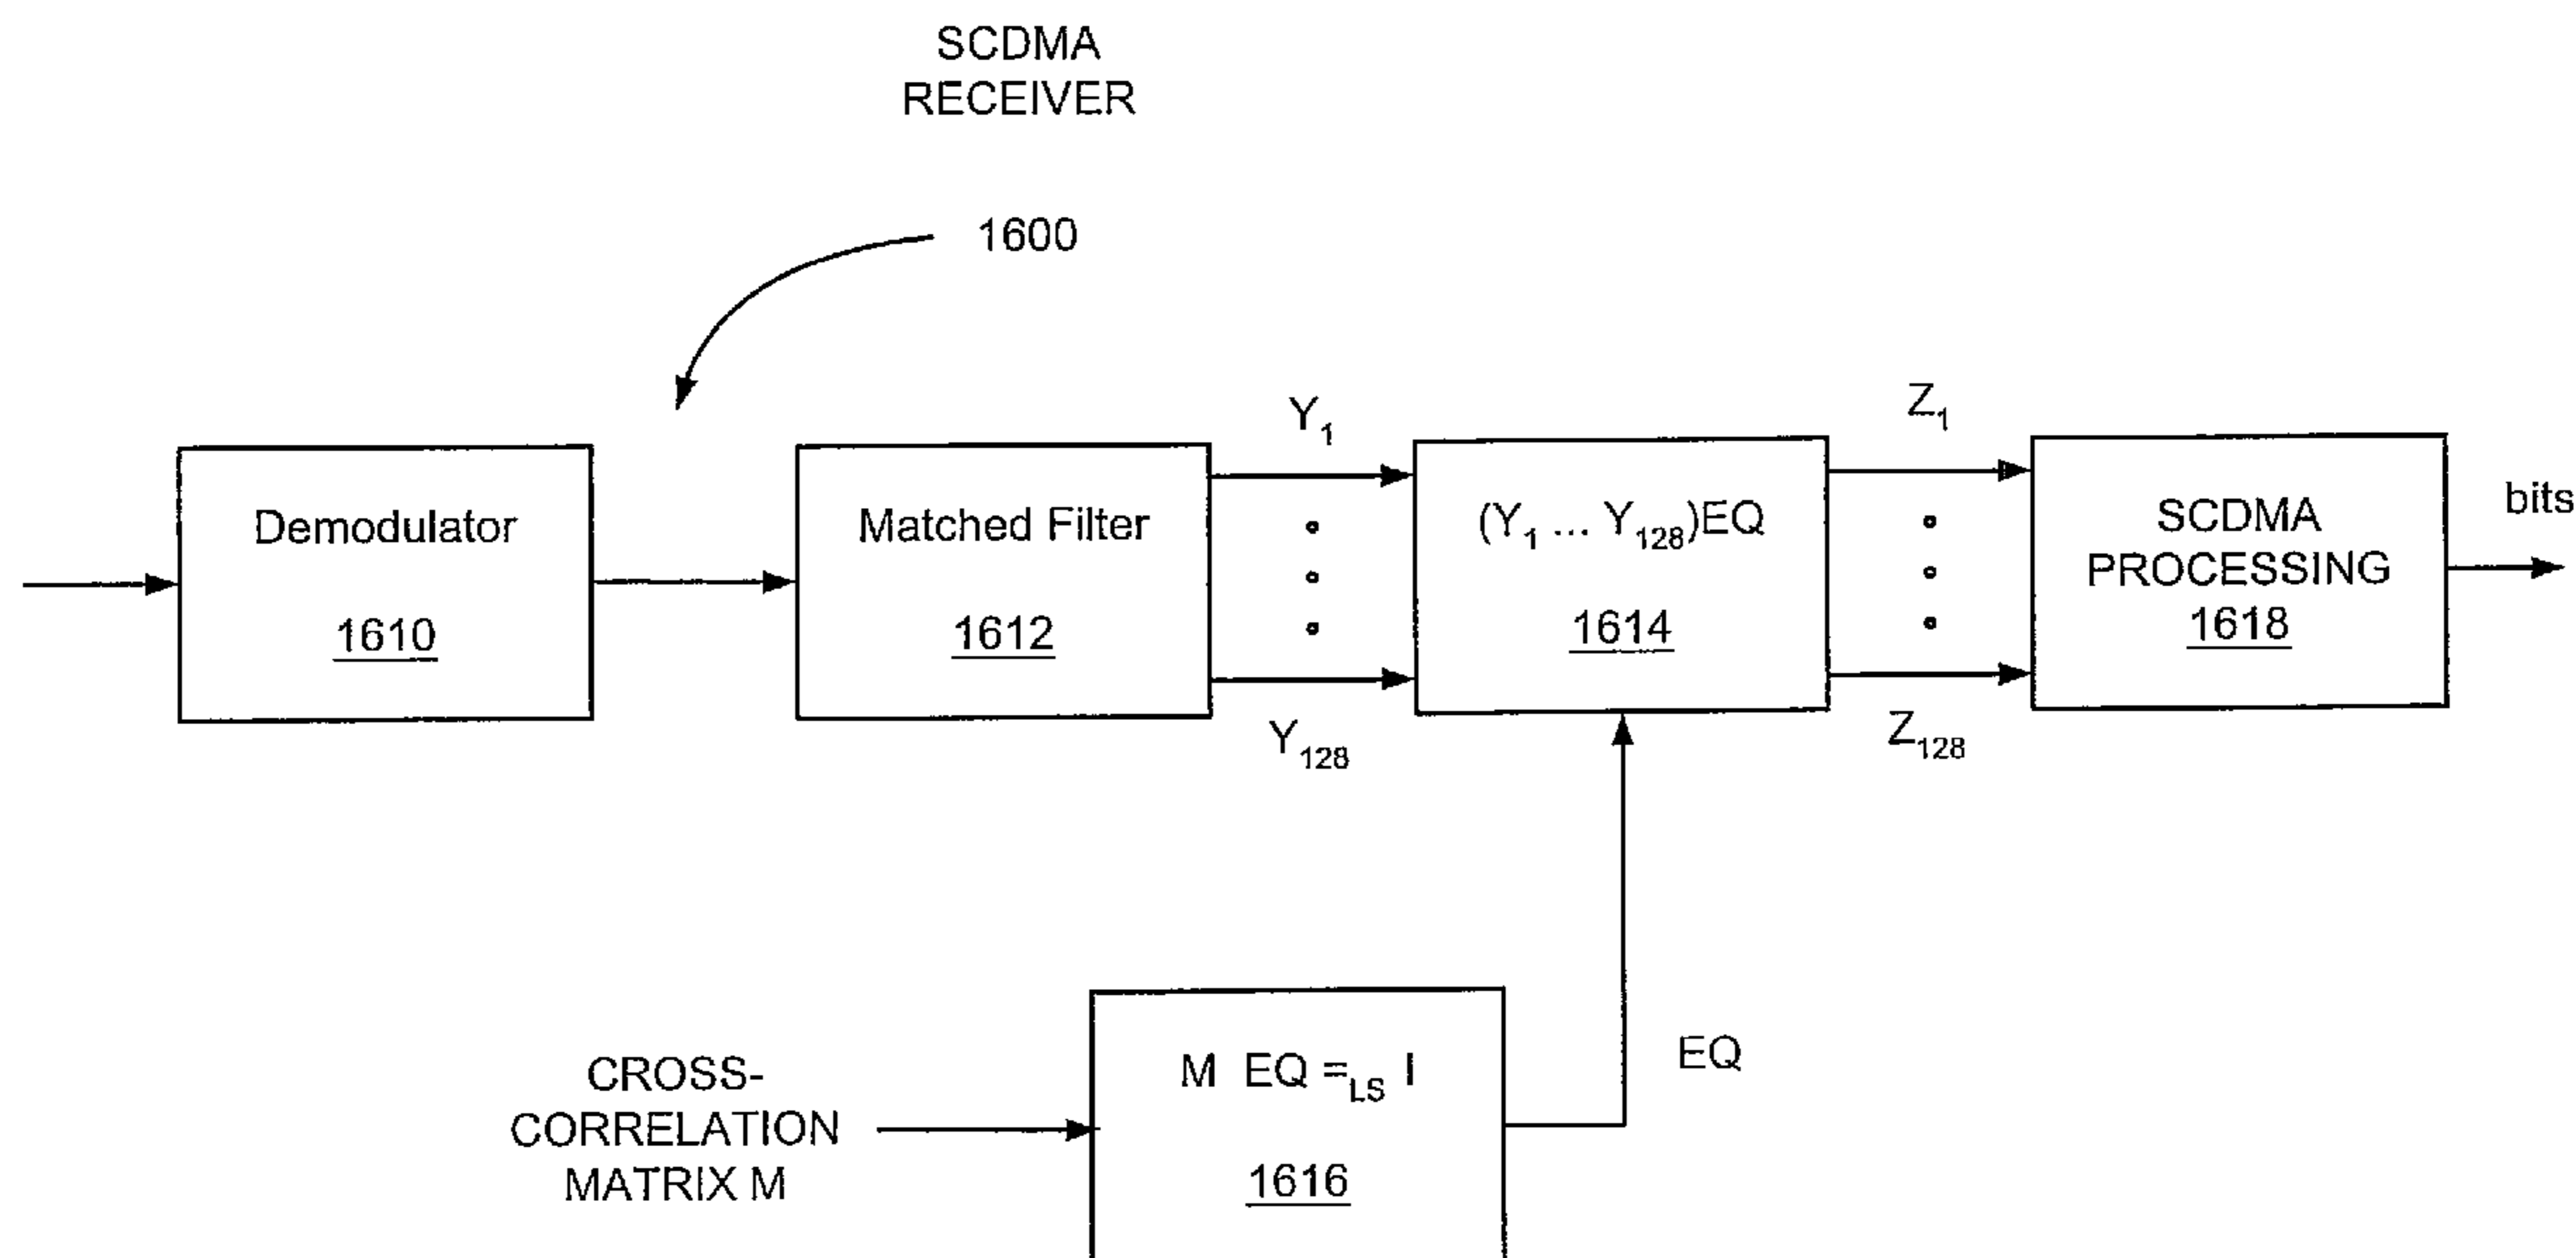 SCDMA
RECEIVER
1600
Demodulator
1610
Matched Filter
1612
Y₁
Y₁₂₈
(Y₁ ... Y₁₂₈)EQ
1614
Z₁
Z₁₂₈
SCDMA
PROCESSING
1618
bits
CROSS-
CORRELATION
MATRIX M
M EQ =LS I
1616
EQ